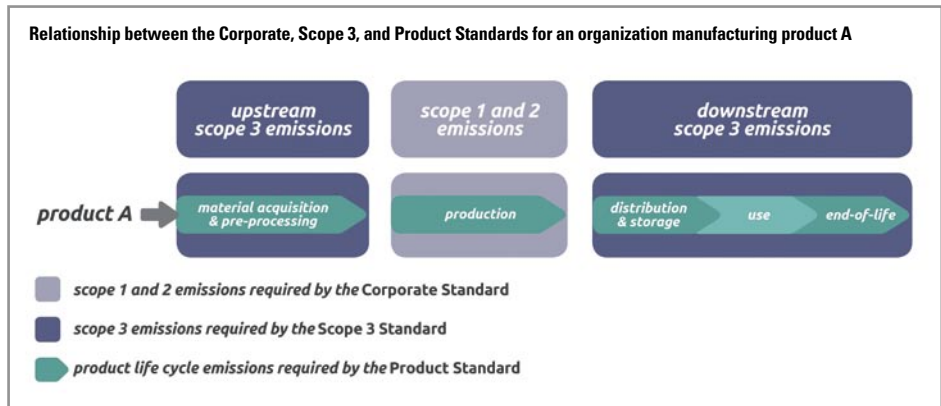 Relationship between the Corporate, Scope 3, and Product Standards for an organization manufacturing product A
upstream
scope 3 emissions
scope 1 and 2
emissions
downstream
scope 3 emissions
product A
material acquisition
& pre-processing
production
distribution
& storage
use
end-of-life
scope 1 and 2 emissions required by the Corporate Standard
scope 3 emissions required by the Scope 3 Standard
product life cycle emissions required by the Product Standard